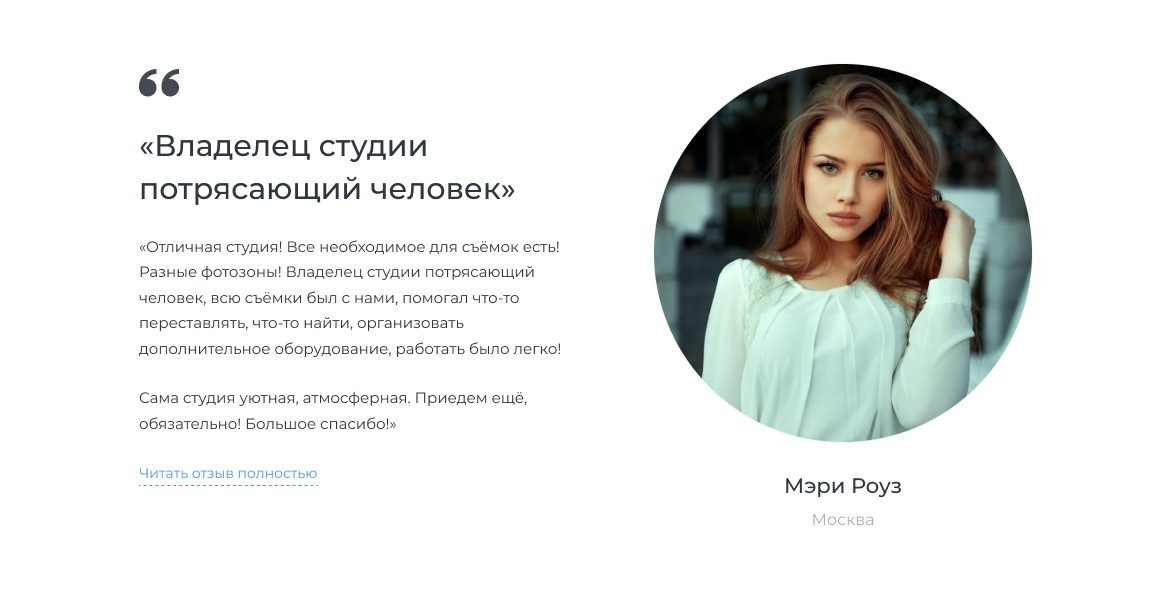 “
«Владелец студии
потрясающий человек»
«Отличная студия! Все необходимое для съёмок есть!
Разные фотозоны! Владелец студии потрясающий
человек, всю съёмки был с нами, помогал что-то
переставлять, что-то найти, организовать
дополнительное оборудование, работать было легко!
Сама студия уютная, атмосферная. Приедем ещё,
обязательно! Большое спасибо!»
Читать отзыв полностью
Мэри Роуз
Москва